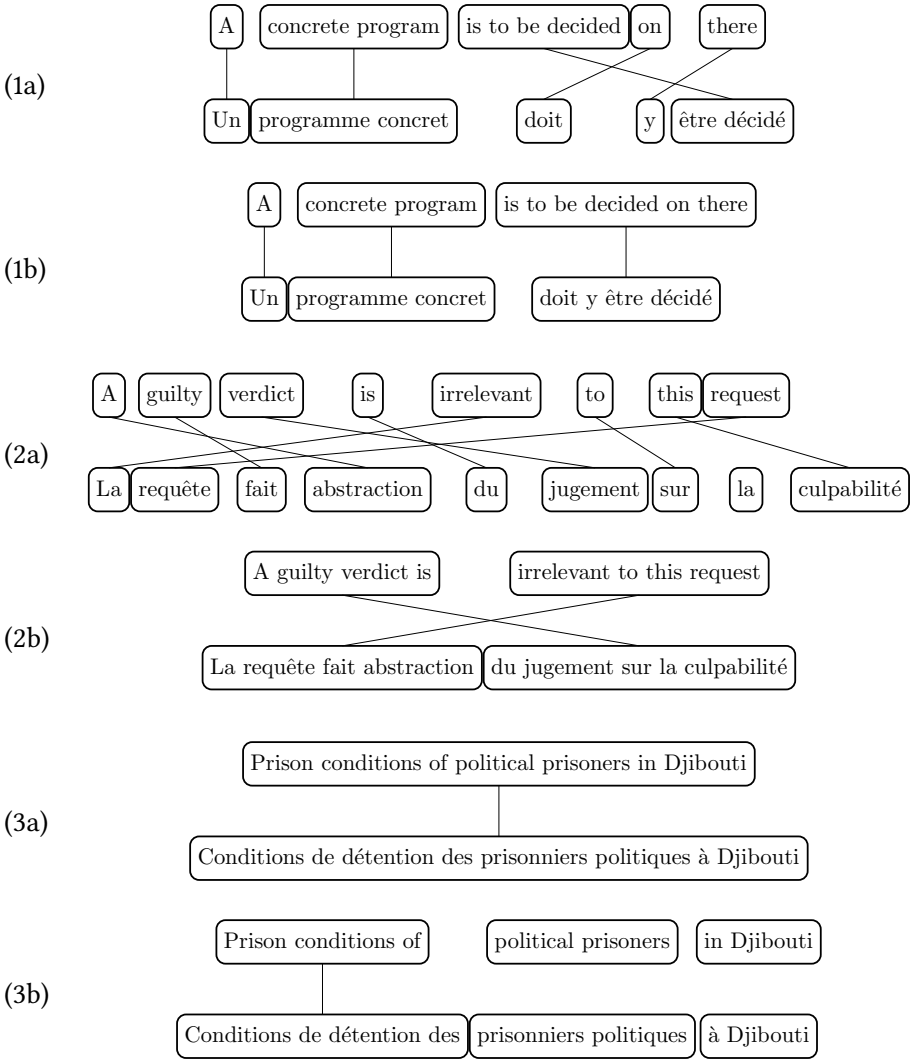 A concrete program is to be decided on there
(1a)
Un programme concret doit y être décidé
A concrete program is to be decided on there
(1b)
Un programme concret doit y être décidé
A guilty verdict is irrelevant to this request
(2a)
La requête fait abstraction du jugement sur la culpabilité
A guilty verdict is irrelevant to this request
(2b)
La requête fait abstraction du jugement sur la culpabilité
Prison conditions of political prisoners in Djibouti
(3a)
Conditions de détention des prisonniers politiques à Djibouti
Prison conditions of political prisoners in Djibouti
(3b)
Conditions de détention des prisonniers politiques à Djibouti